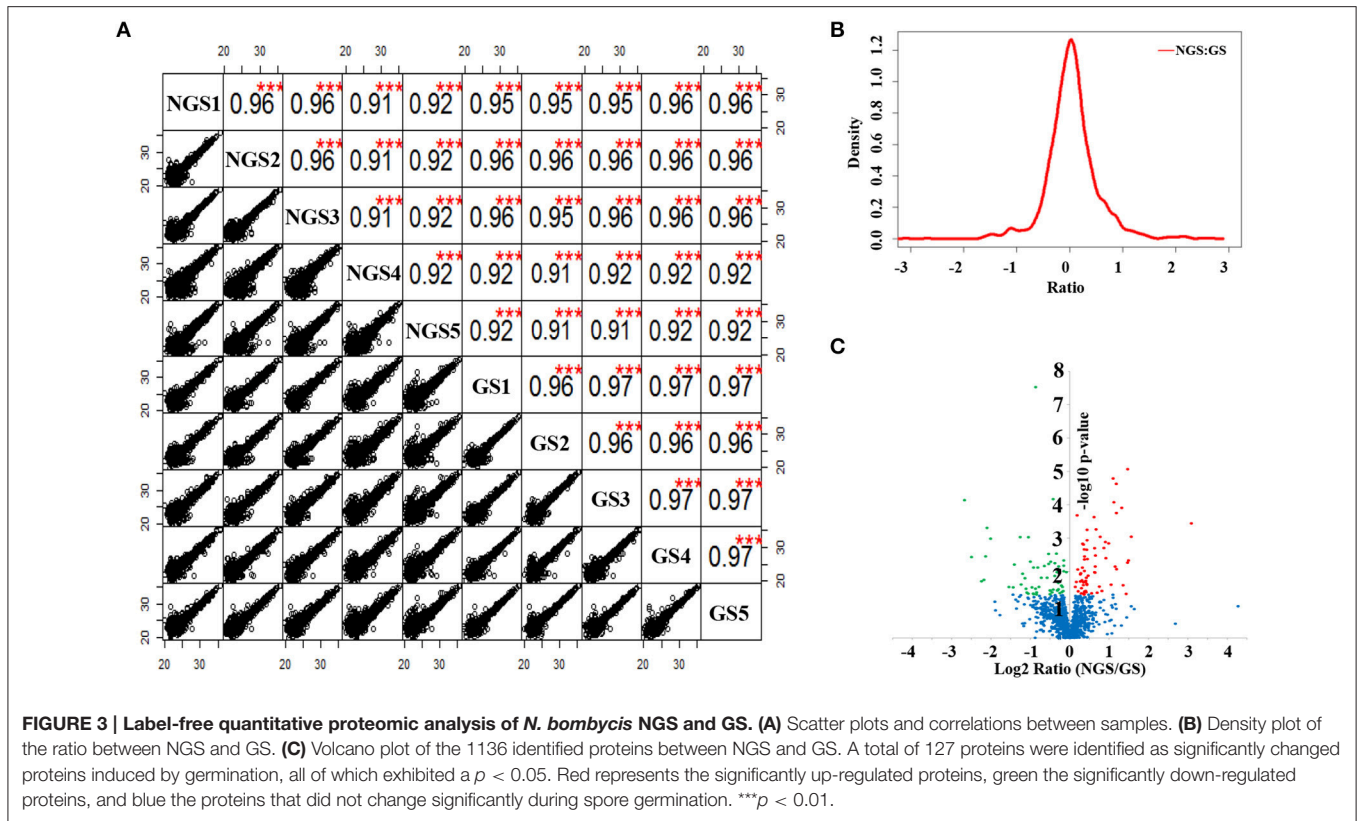 A
20 30 20 30 20 30 20 30 20 30
NGS1 0.96*** 0.96*** 0.91*** 0.92*** 0.95*** 0.95*** 0.95*** 0.96*** 0.96*** 20 30
20 30 NGS2 0.96*** 0.91*** 0.92*** 0.96*** 0.96*** 0.96*** 0.96*** 0.96***
NGS3 0.91*** 0.92*** 0.96*** 0.95*** 0.96*** 0.96*** 0.96*** 20 30
20 30 NGS4 0.92*** 0.92*** 0.91*** 0.92*** 0.92*** 0.92***
NGS5 0.92*** 0.91*** 0.91*** 0.92*** 0.92*** 20 30
20 30 GS1 0.96*** 0.97*** 0.97*** 0.97***
GS2 0.96*** 0.96*** 0.96*** 20 30
20 30 GS3 0.97*** 0.97***
GS4 0.97*** 20 30
20 30 GS5
20 30 20 30 20 30 20 30 20 30
B
NGS:GS
Density
0.0 0.2 0.4 0.6 0.8 1.0 1.2
-3 -2 -1 0 1 2 3
Ratio
C
8
7
6
5
4
3
2
1
-log10 p-value
-4 -3 -2 -1 0 1 2 3 4
Log2 Ratio (NGS/GS)
FIGURE 3 | Label-free quantitative proteomic analysis of N. bombycis NGS and GS. (A) Scatter plots and correlations between samples. (B) Density plot of
the ratio between NGS and GS. (C) Volcano plot of the 1136 identified proteins between NGS and GS. A total of 127 proteins were identified as significantly changed
proteins induced by germination, all of which exhibited a p < 0.05. Red represents the significantly up-regulated proteins, green the significantly down-regulated
proteins, and blue the proteins that did not change significantly during spore germination. ***p < 0.01.